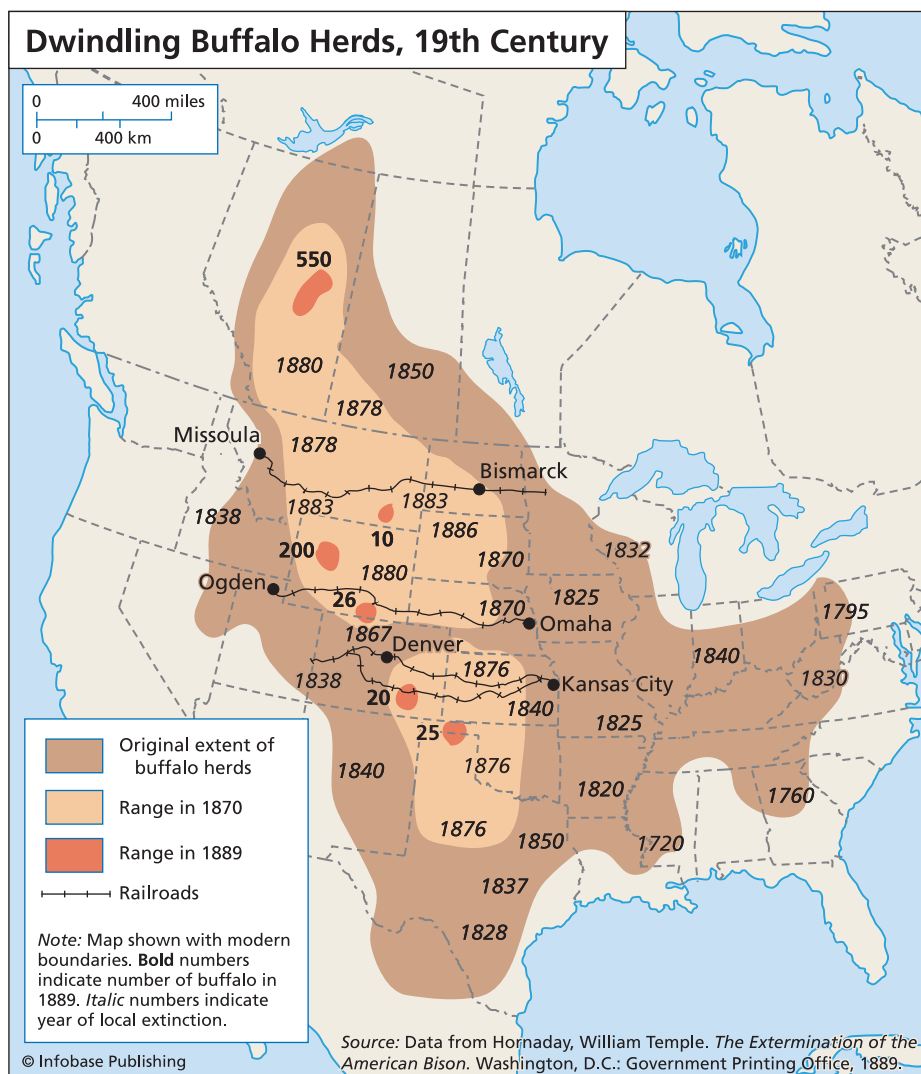 Dwindling Buffalo Herds, 19th Century
0 400 miles
0 400 km
550
1880
1850
1878
1878
Missoula
Bismarck
1883
1883
1838
10
1886
1832
200
1870
1880
Ogden
26
1870
1825
1795
Omaha
1867
Denver
1876
1840
1830
1838
Kansas City
20
1840
1825
25
1876
1840
1820
1760
1876
1850
1720
1837
1828
Original extent of
buffalo herds
Range in 1870
Range in 1889
Railroads
Note: Map shown with modern
boundaries. Bold numbers
indicate number of buffalo in
1889. Italic numbers indicate
year of local extinction.
© Infobase Publishing
Source: Data from Hornaday, William Temple. The Extermination of the
American Bison. Washington, D.C.: Government Printing Office, 1889.